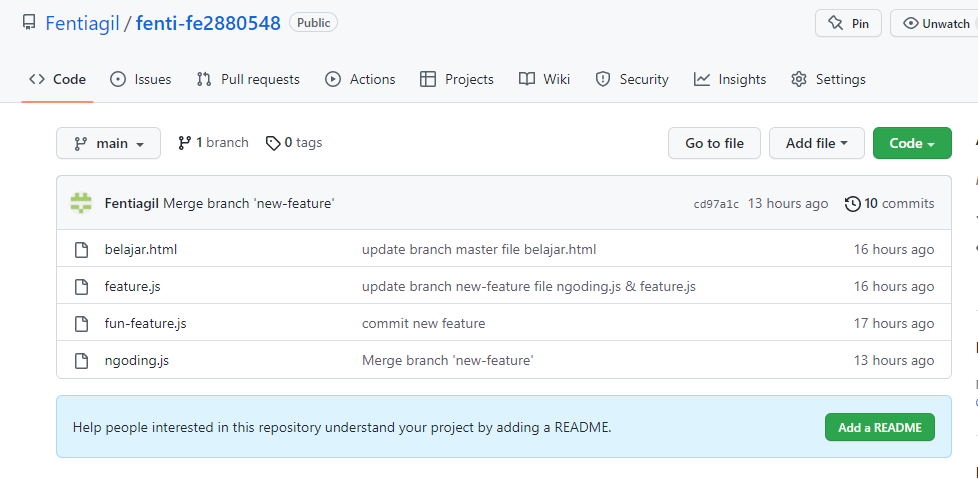 Fentiagil / fenti-fe2880548 Public Pin Unwatch
Code Issues Pull requests Actions Projects Wiki Security Insights Settings
main 1 branch 0 tags Go to file Add file Code
Fentiagil Merge branch 'new-feature' cd97a1c 13 hours ago 10 commits
belajar.html update branch master file belajar.html 16 hours ago
feature.js update branch new-feature file ngoding.js & feature.js 16 hours ago
fun-feature.js commit new feature 17 hours ago
ngoding.js Merge branch 'new-feature' 13 hours ago
Help people interested in this repository understand your project by adding a README. Add a README